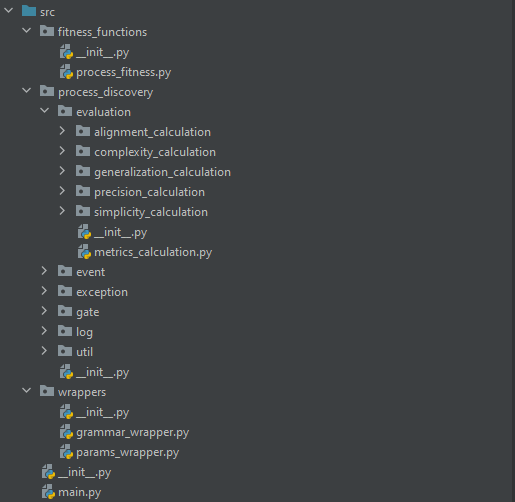 src
fitness_functions
__init__.py
process_fitness.py
process_discovery
evaluation
alignment_calculation
complexity_calculation
generalization_calculation
precision_calculation
simplicity_calculation
__init__.py
metrics_calculation.py
event
exception
gate
log
util
__init__.py
wrappers
__init__.py
grammar_wrapper.py
params_wrapper.py
__init__.py
main.py